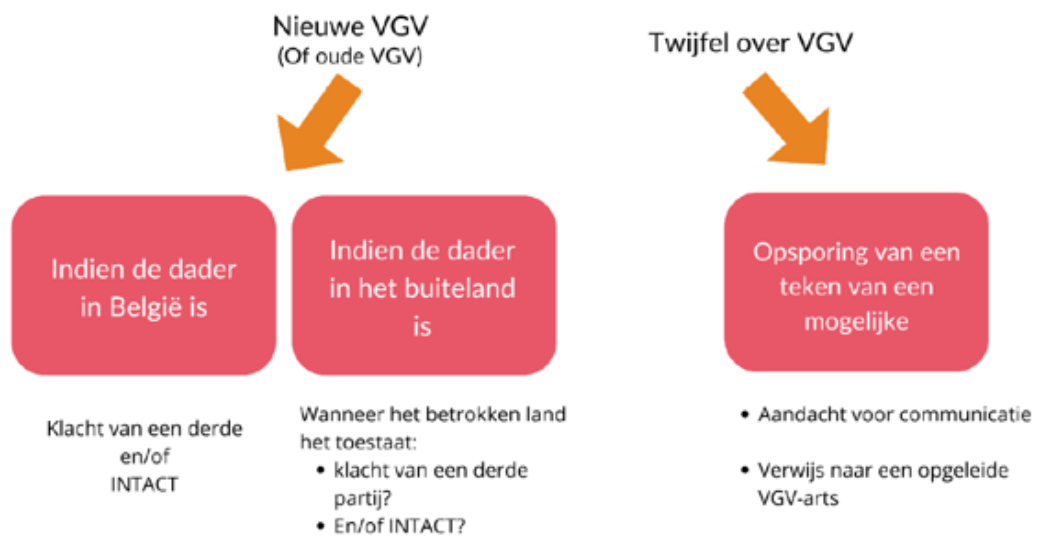 Nieuwe VGV
(Of oude VGV)
Twijfel over VGV
Indien de dader
in België is
Indien de dader
in het buiteland
is
Opsporing van een
teken van een
mogelijke
Klacht van een derde
en/of
INTACT
Wanneer het betrokken land
het toestaat:
• klacht van een derde
partij?
• En/of INTACT?
• Aandacht voor communicatie
• Verwijs naar een opgeleide
VGV-arts